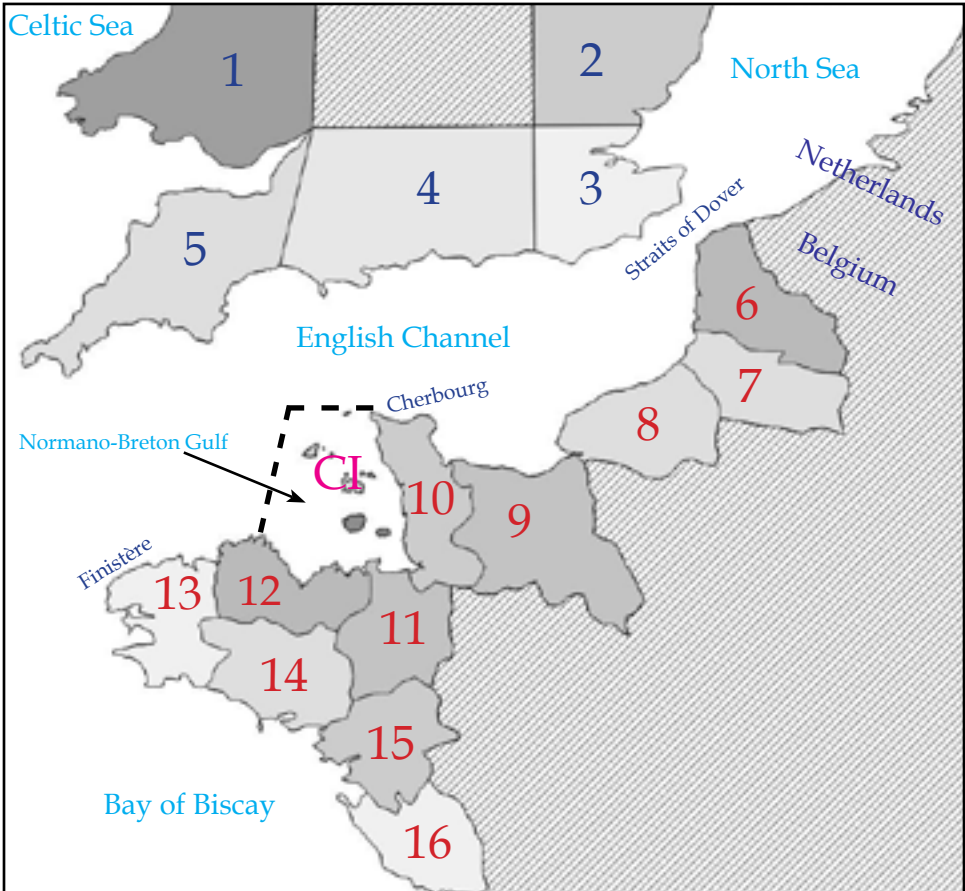 Celtic Sea
1
2
North Sea
Netherlands
3
4
Straits of Dover
5
Belgium
6
English Channel
7
Cherbourg
8
Normano-Breton Gulf
CI
10
9
Finistère
13
12
11
14
15
Bay of Biscay
16